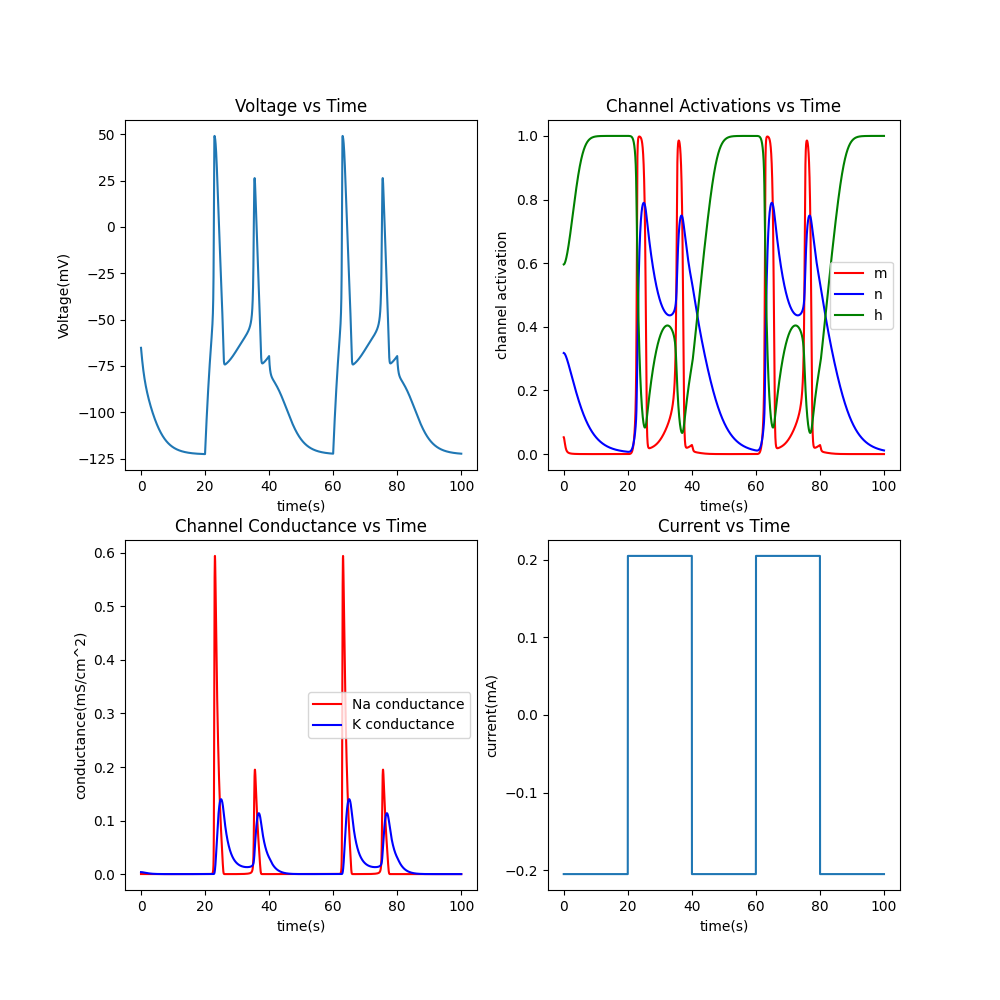 Voltage vs Time
50
25
0
−25
−50
−75
−100
−125
Voltage(mV)
0 20 40 60 80 100
time(s)
Channel Activations vs Time
1.0
0.8
0.6
0.4
0.2
0.0
channel activation
m
n
h
0 20 40 60 80 100
time(s)
Channel Conductance vs Time
0.6
0.5
0.4
0.3
0.2
0.1
0.0
conductance(mS/cm^2)
Na conductance
K conductance
0 20 40 60 80 100
time(s)
Current vs Time
0.2
0.1
0.0
−0.1
−0.2
current(mA)
0 20 40 60 80 100
time(s)